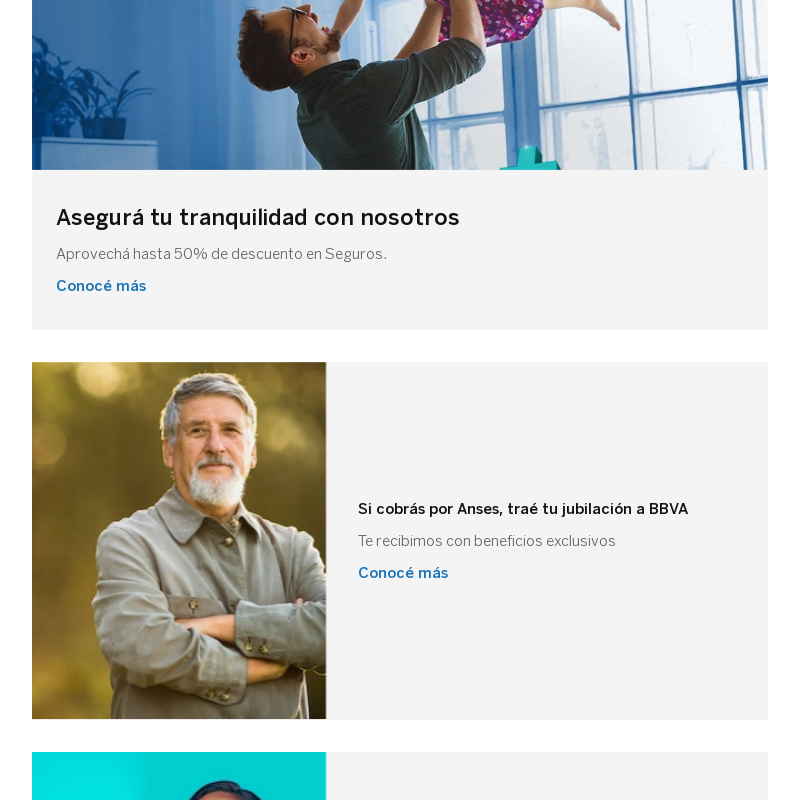 Asegurá tu tranquilidad con nosotros
Aprovechá hasta 50% de descuento en Seguros.
Conocé más
Si cobrás por Anses, traé tu jubilación a BBVA
Te recibimos con beneficios exclusivos
Conocé más